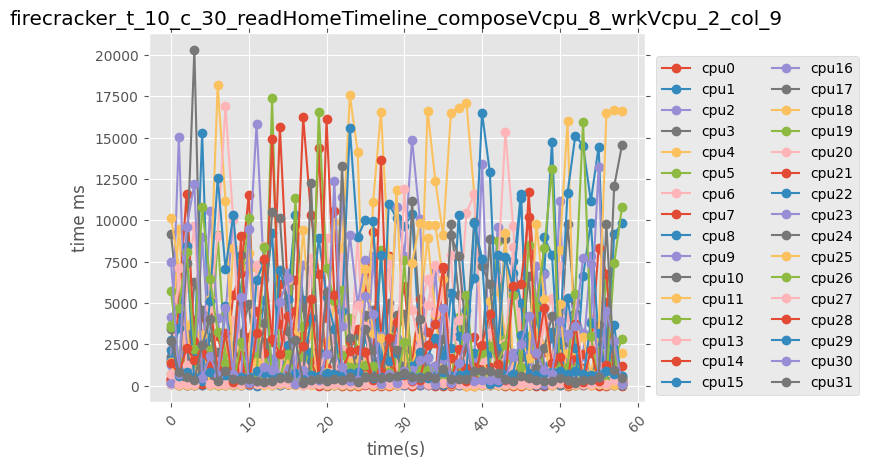 firecracker_t_10_c_30_readHomeTimeline_composeVcpu_8_wrkVcpu_2_col_9
time ms
20000
17500
15000
12500
10000
7500
5000
2500
0
0 10 20 30 40 50 60
time(s)
cpu0 cpu16
cpu1 cpu17
cpu2 cpu18
cpu3 cpu19
cpu4 cpu20
cpu5 cpu21
cpu6 cpu22
cpu7 cpu23
cpu8 cpu24
cpu9 cpu25
cpu10 cpu26
cpu11 cpu27
cpu12 cpu28
cpu13 cpu29
cpu14 cpu30
cpu15 cpu31